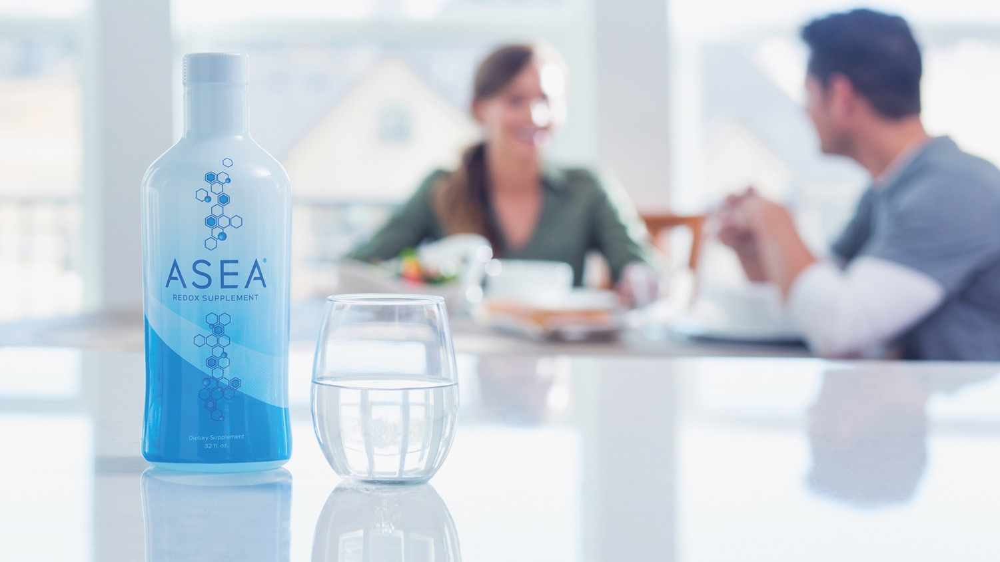 ASEA®
REDOX SUPPLEMENT
Dietary Supplement
32 fl. oz.